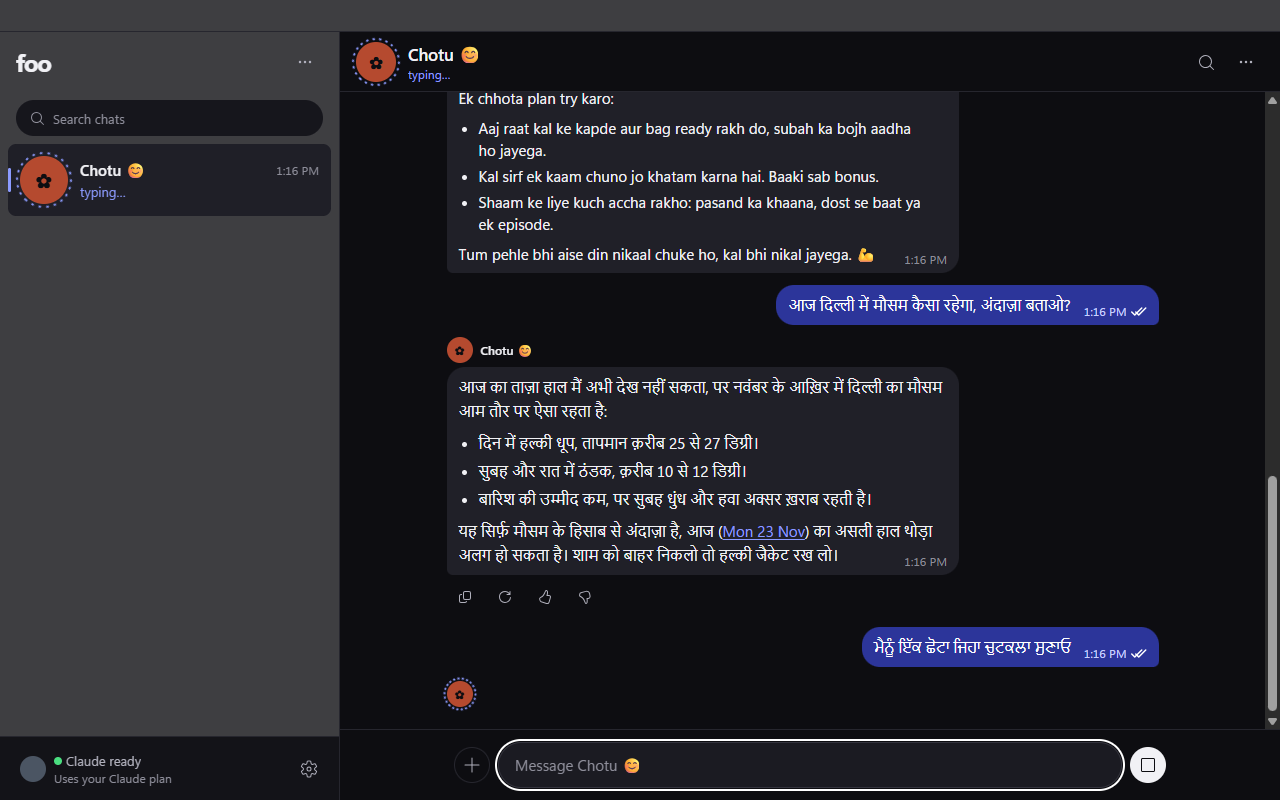 foo
Search chats
Chotu 😊
1:16 PM
typing...
Claude ready
Uses your Claude plan
Chotu 😊
typing...
Ek chhota plan try karo:
• Aaj raat kal ke kapde aur bag ready rakh do, subah ka bojh aadha
ho jayega.
• Kal sirf ek kaam chuno jo khatam karna hai. Baaki sab bonus.
• Shaam ke liye kuch accha rakho: pasand ka khaana, dost se baat ya
ek episode.
Tum pehle bhi aise din nikaal chuke ho, kal bhi nikal jayega. 💪 1:16 PM
आज दिल्ली में मौसम कैसा रहेगा, अंदाज़ा बताओ? 1:16 PM
Chotu 😊
आज का ताज़ा हाल मैं अभी देख नहीं सकता, पर नवंबर के आख़िर में दिल्ली का मौसम
आम तौर पर ऐसा रहता है:
• दिन में हल्की धूप, तापमान क़रीब 25 से 27 डिग्री।
• सुबह और रात में ठंडक, क़रीब 10 से 12 डिग्री।
• बारिश की उम्मीद कम, पर सुबह धुंध और हवा अक्सर ख़राब रहती है।
यह सिर्फ़ मौसम के हिसाब से अंदाज़ा है, आज (Mon 23 Nov) का असली हाल थोड़ा
अलग हो सकता है। शाम को बाहर निकलो तो हल्की जैकेट रख लो। 1:16 PM
ਮੈਨੂੰ ਇੱਕ ਛੋਟਾ ਜਿਹਾ ਚੁਟਕਲਾ ਸੁਣਾਓ 1:16 PM
Message Chotu 😊